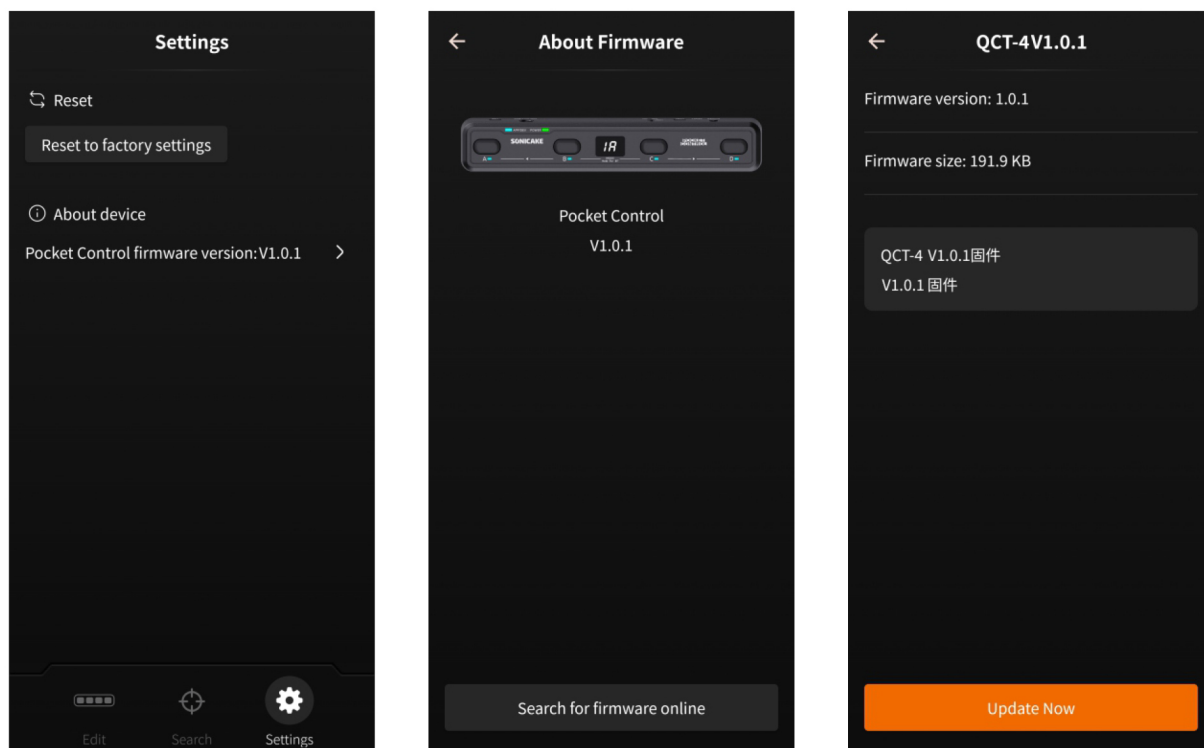 Settings
Reset
Reset to factory settings
About device
Pocket Control firmware version:V1.0.1
Edit
Search
Settings
About Firmware
SONICAKE
1A
A
B
C
D
Pocket Control
V1.0.1
Search for firmware online
QCT-4V1.0.1
Firmware version: 1.0.1
Firmware size: 191.9 KB
QCT-4 V1.0.1固件
V1.0.1 固件
Update Now